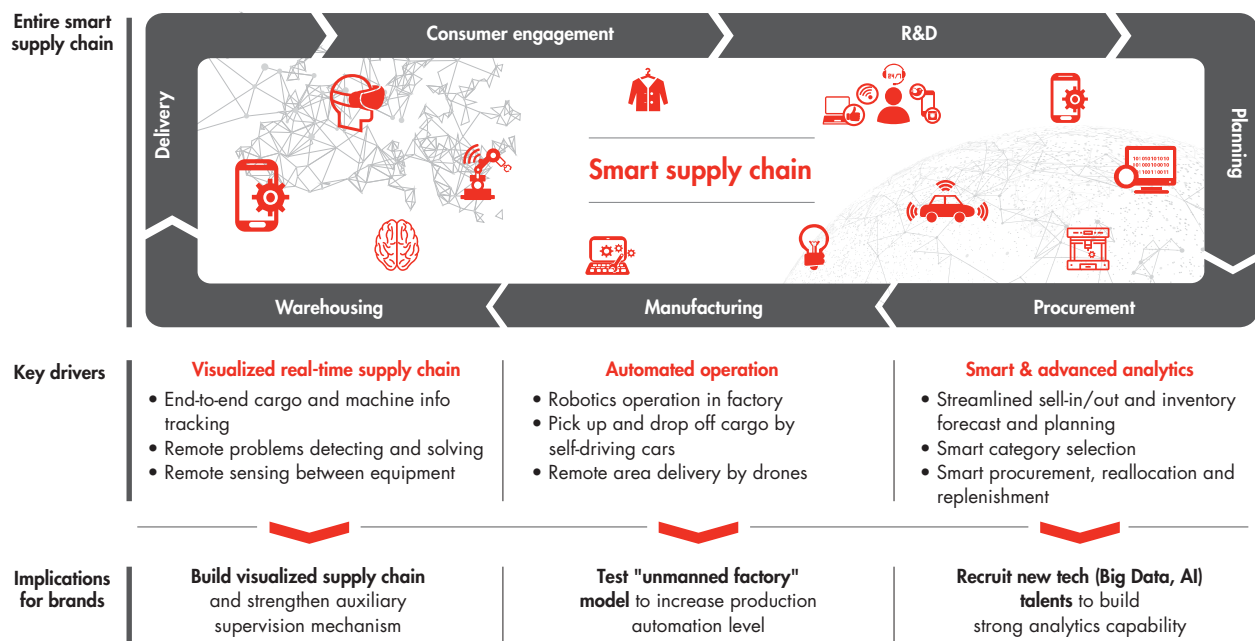 Entire smart
supply chain
Consumer engagement
R&D
Delivery
Planning
24/7
Smart supply chain
101010101010
101000100010
Warehousing
Manufacturing
Procurement
Key drivers
Visualized real-time supply chain
• End-to-end cargo and machine info
tracking
• Remote problems detecting and solving
• Remote sensing between equipment
Automated operation
• Robotics operation in factory
• Pick up and drop off cargo by
self-driving cars
• Remote area delivery by drones
Smart & advanced analytics
• Streamlined sell-in/out and inventory
forecast and planning
• Smart category selection
• Smart procurement, reallocation and
replenishment
Implications
for brands
Build visualized supply chain
and strengthen auxiliary
supervision mechanism
Test "unmanned factory"
model to increase production
automation level
Recruit new tech (Big Data, AI)
talents to build
strong analytics capability